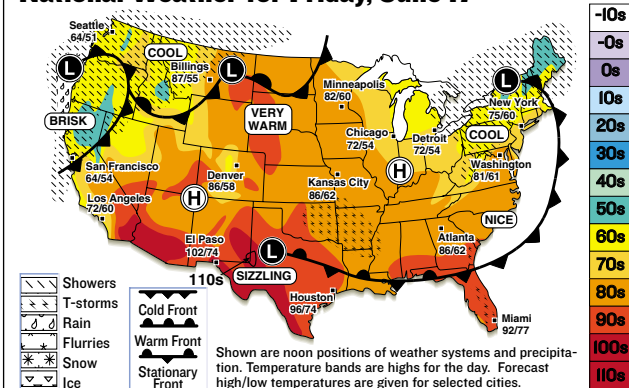 National Weather for Friday, June 17
Seattle
64/51
COOL
Billings
87/55
L
L
L
Minneapolis
82/60
New York
75/60
BRISK
VERY
WARM
Chicago
72/54
Detroit
72/54
COOL
San Francisco
64/54
Denver
86/58
Kansas City
86/62
H
Washington
81/61
Los Angeles
72/60
H
NICE
El Paso
102/74
L
Atlanta
86/62
110s
SIZZLING
Houston
96/74
Miami
92/77
Showers
T-storms
Rain
Flurries
Snow
Ice
Cold Front
Warm Front
Stationary
Front
Shown are noon positions of weather systems and precipita-
tion. Temperature bands are highs for the day. Forecast
high/low temperatures are given for selected cities.
-10s
-0s
0s
10s
20s
30s
40s
50s
60s
70s
80s
90s
100s
110s